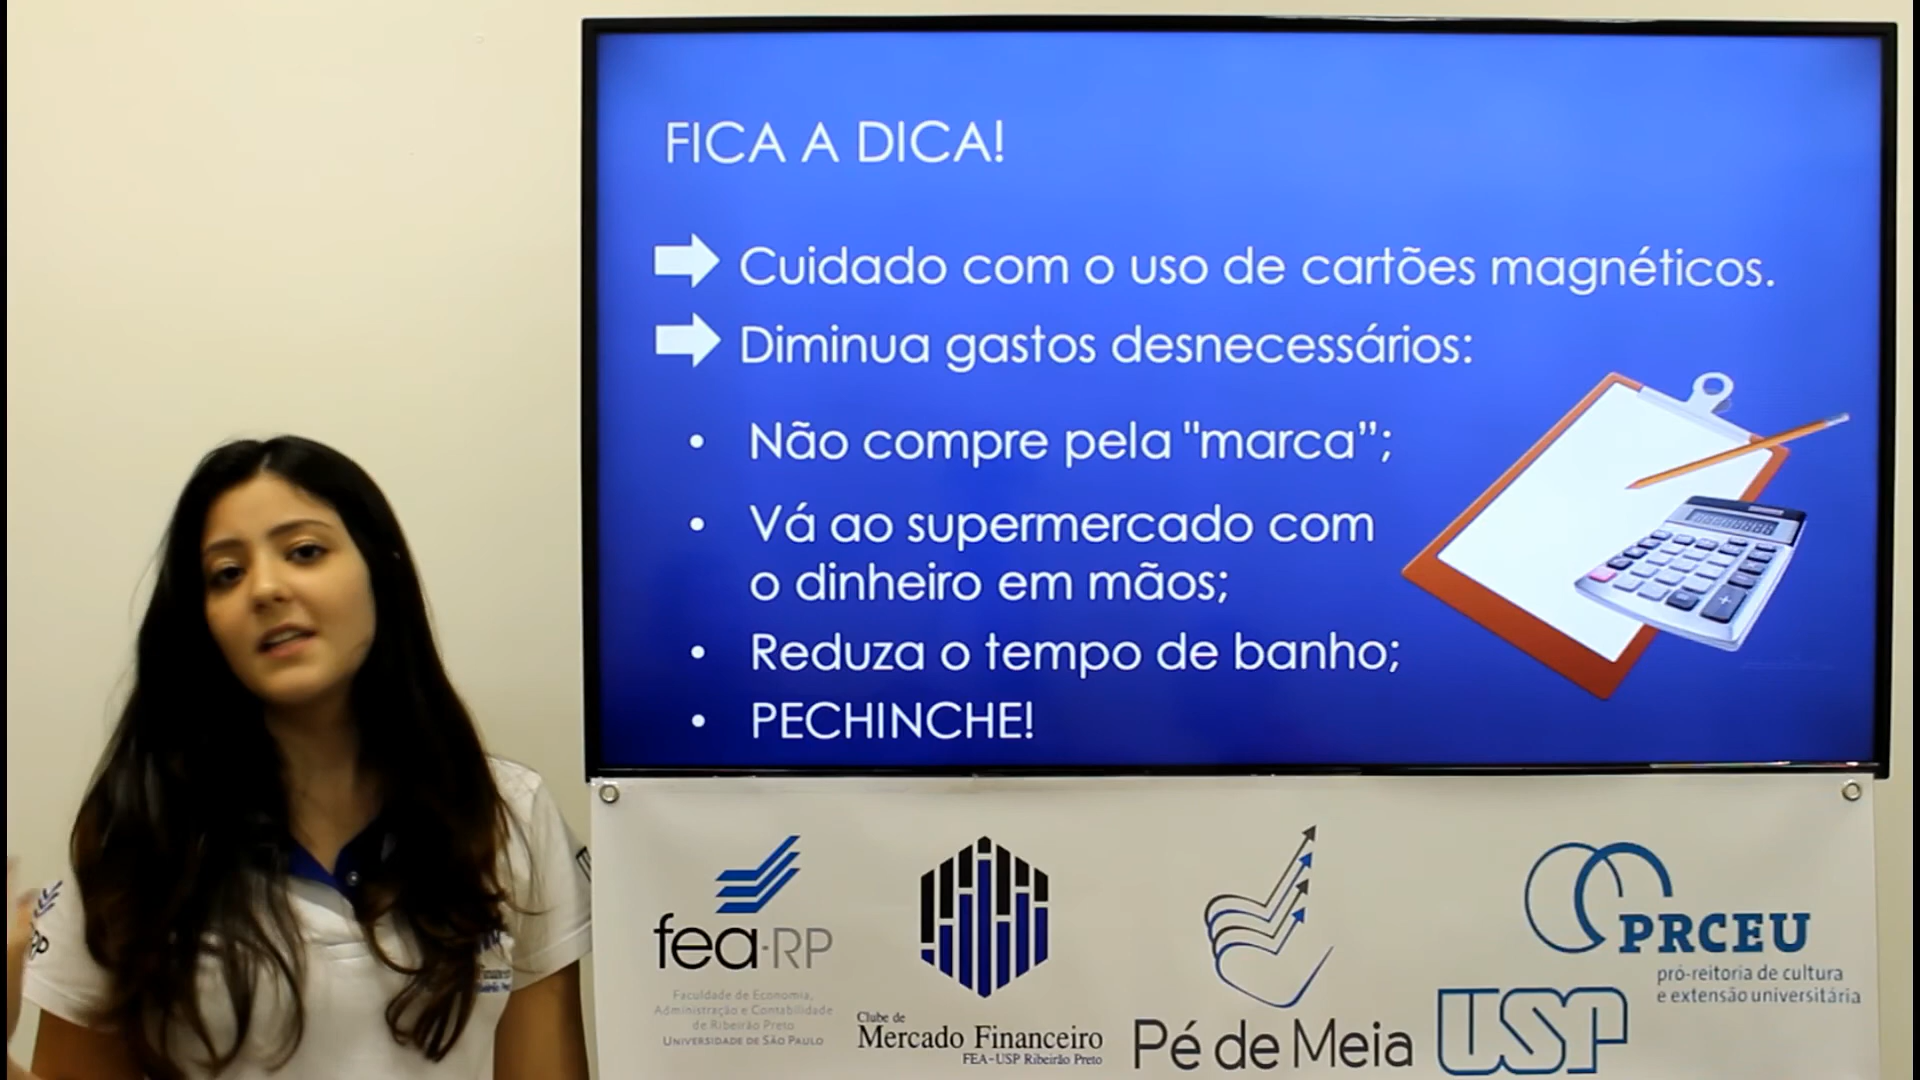 FICA A DICA!
Cuidado com o uso de cartões magnéticos.
Diminua gastos desnecessários:
• Não compre pela "marca”;
• Vá ao supermercado com
o dinheiro em mãos;
• Reduza o tempo de banho;
• PECHINCHE!
fea-RP
Faculdade de Economia,
Administração e Contabilidade
de Ribeirão Preto
UNIVERSIDADE DE SÃO PAULO
Clube de
Mercado Financeiro
FEA-USP Ribeirão Preto
Pé de Meia
PRCEU
pró-reitoria de cultura
e extensão universitária
USP